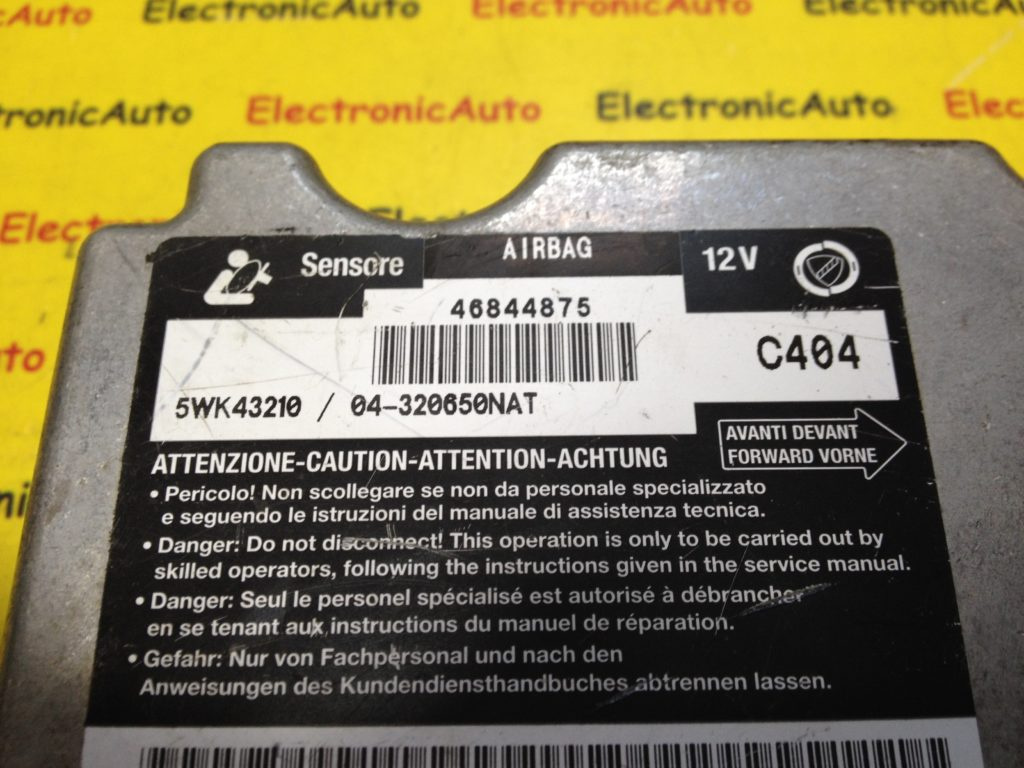 ElectronicAuto ElectronicAuto
ElectronicAuto ElectronicAuto
Sensore AIRBAG 12V
46844875
C404
5WK43210 / 04-320650NAT
AVANTI DEVANT
FORWARD VORNE
ATTENZIONE-CAUTION-ATTENTION-ACHTUNG
• Pericolo! Non scollegare se non da personale specializzato
e seguendo le istruzioni del manuale di assistenza tecnica.
• Danger: Do not disconnect! This operation is only to be carried out by
skilled operators, following the instructions given in the service manual.
• Danger: Seul le personel spécialisé est autorisé à débrancher
en se tenant aux instructions du manuel de réparation.
• Gefahr: Nur von Fachpersonal und nach den
Anweisungen des Kundendiensthandbuches abtrennen lassen.